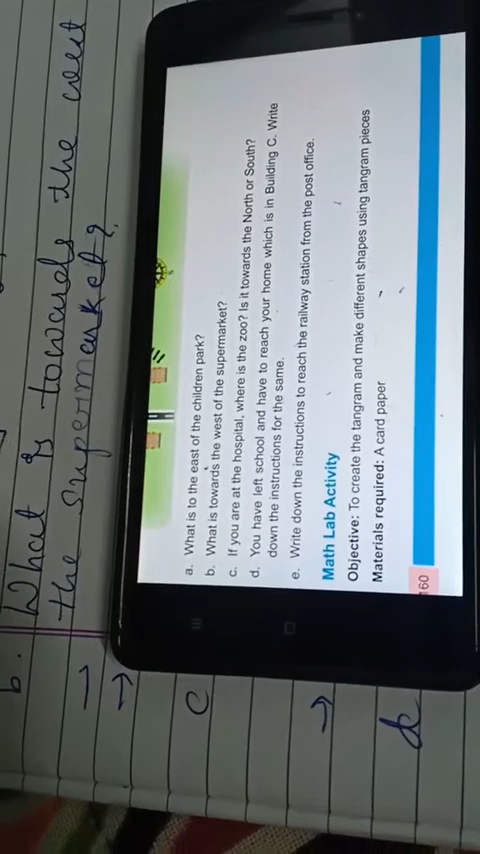 b. What is towards the west
the supermarket?
→
→
c
→
d
a. What is to the east of the children park?
b. What is towards the west of the supermarket?
c. If you are at the hospital, where is the zoo? Is it towards the North or South?
d. You have left school and have to reach your home which is in Building C. Write
down the instructions for the same.
e. Write down the instructions to reach the railway station from the post office.
Math Lab Activity
Objective: To create the tangram and make different shapes using tangram pieces
Materials required: A card paper
160